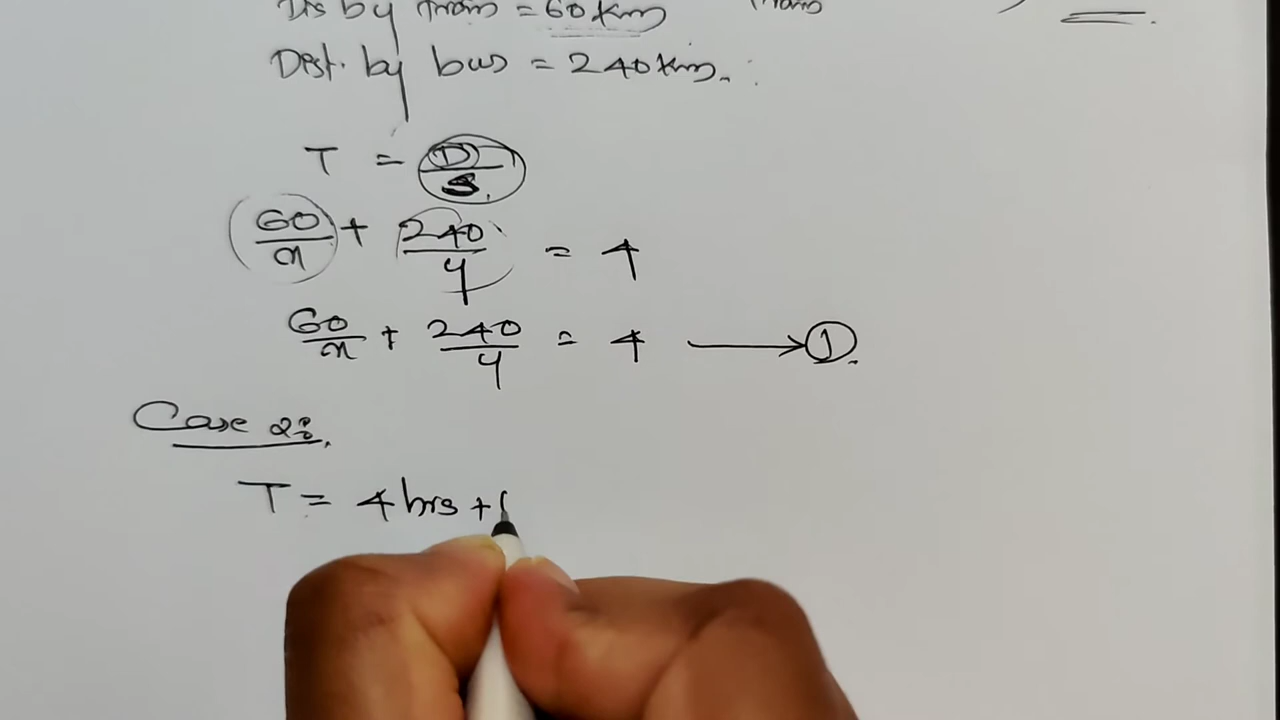 Dis by train = 60 km train
Dist. by bus = 240 km.
T = D/S.
60/x + 240/y = 4
60/x + 240/y = 4 → ①.
Case 2:
T = 4 hrs +